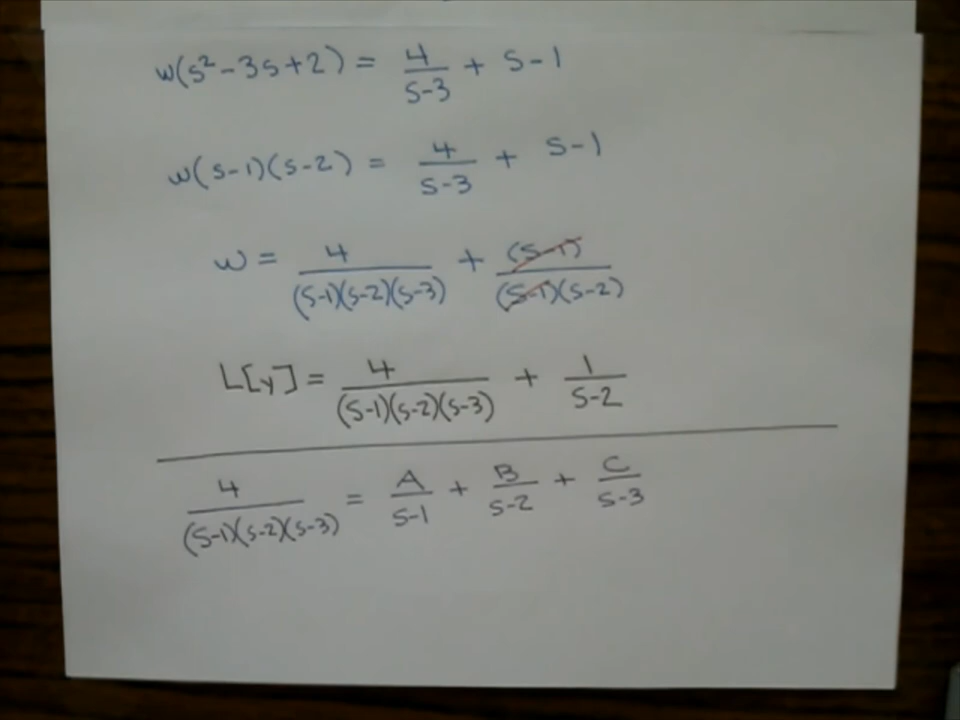 w(s² - 3s + 2) = 4/(s-3) + s-1
w(s-1)(s-2) = 4/(s-3) + s-1
w = 4/((s-1)(s-2)(s-3)) + (s-1)/((s-1)(s-2))
L[y] = 4/((s-1)(s-2)(s-3)) + 1/(s-2)
4/((s-1)(s-2)(s-3)) = A/(s-1) + B/(s-2) + C/(s-3)